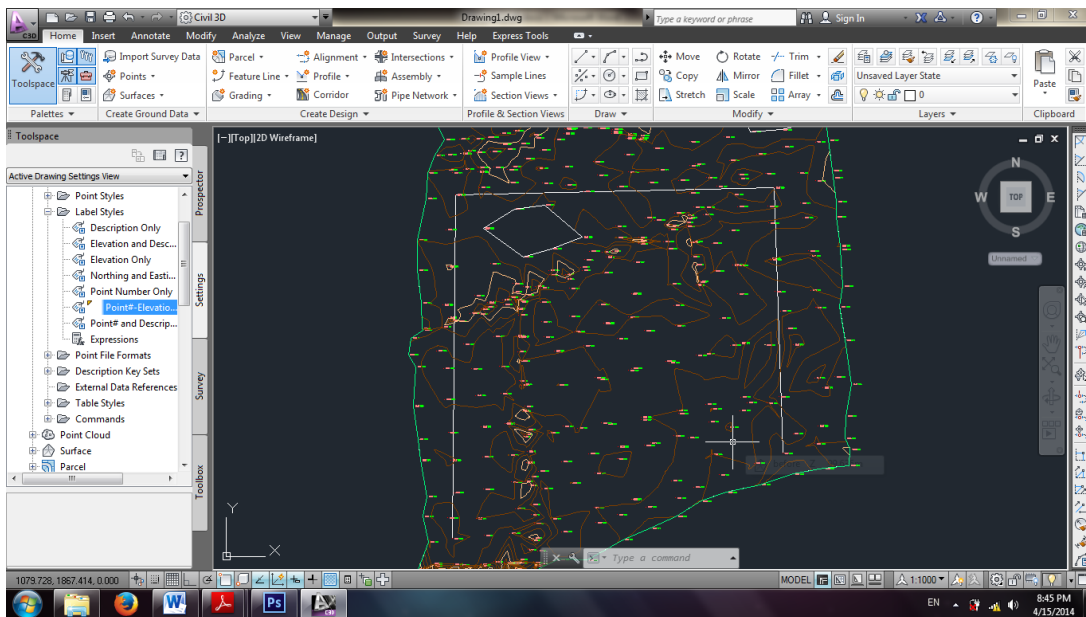 C3D
Civil 3D
Drawing1.dwg
Type a keyword or phrase
Sign In
Home Insert Annotate Modify Analyze View Manage Output Survey Help Express Tools
Toolspace
Import Survey Data
Points
Surfaces
Parcel
Feature Line
Grading
Alignment
Profile
Corridor
Intersections
Assembly
Pipe Network
Profile View
Sample Lines
Section Views
Move
Copy
Stretch
Rotate
Mirror
Scale
Trim
Fillet
Array
Unsaved Layer State
0
Paste
Palettes
Create Ground Data
Create Design
Profile & Section Views
Draw
Modify
Layers
Clipboard
Toolspace
Active Drawing Settings View
Point Styles
Label Styles
Description Only
Elevation and Desc...
Elevation Only
Northing and Easti...
Point Number Only
Point#-Elevatio...
Point# and Descrip...
Expressions
Point File Formats
Description Key Sets
External Data References
Table Styles
Commands
Point Cloud
Surface
Parcel
Prospector
Settings
Survey
Toolbox
[−][Top][2D Wireframe]
N
W TOP E
S
Unnamed
Y
X
Type a command
1079.728, 1867.414, 0.000
MODEL
1:1000
W
Ps
C3D
EN
8:45 PM
4/15/2014